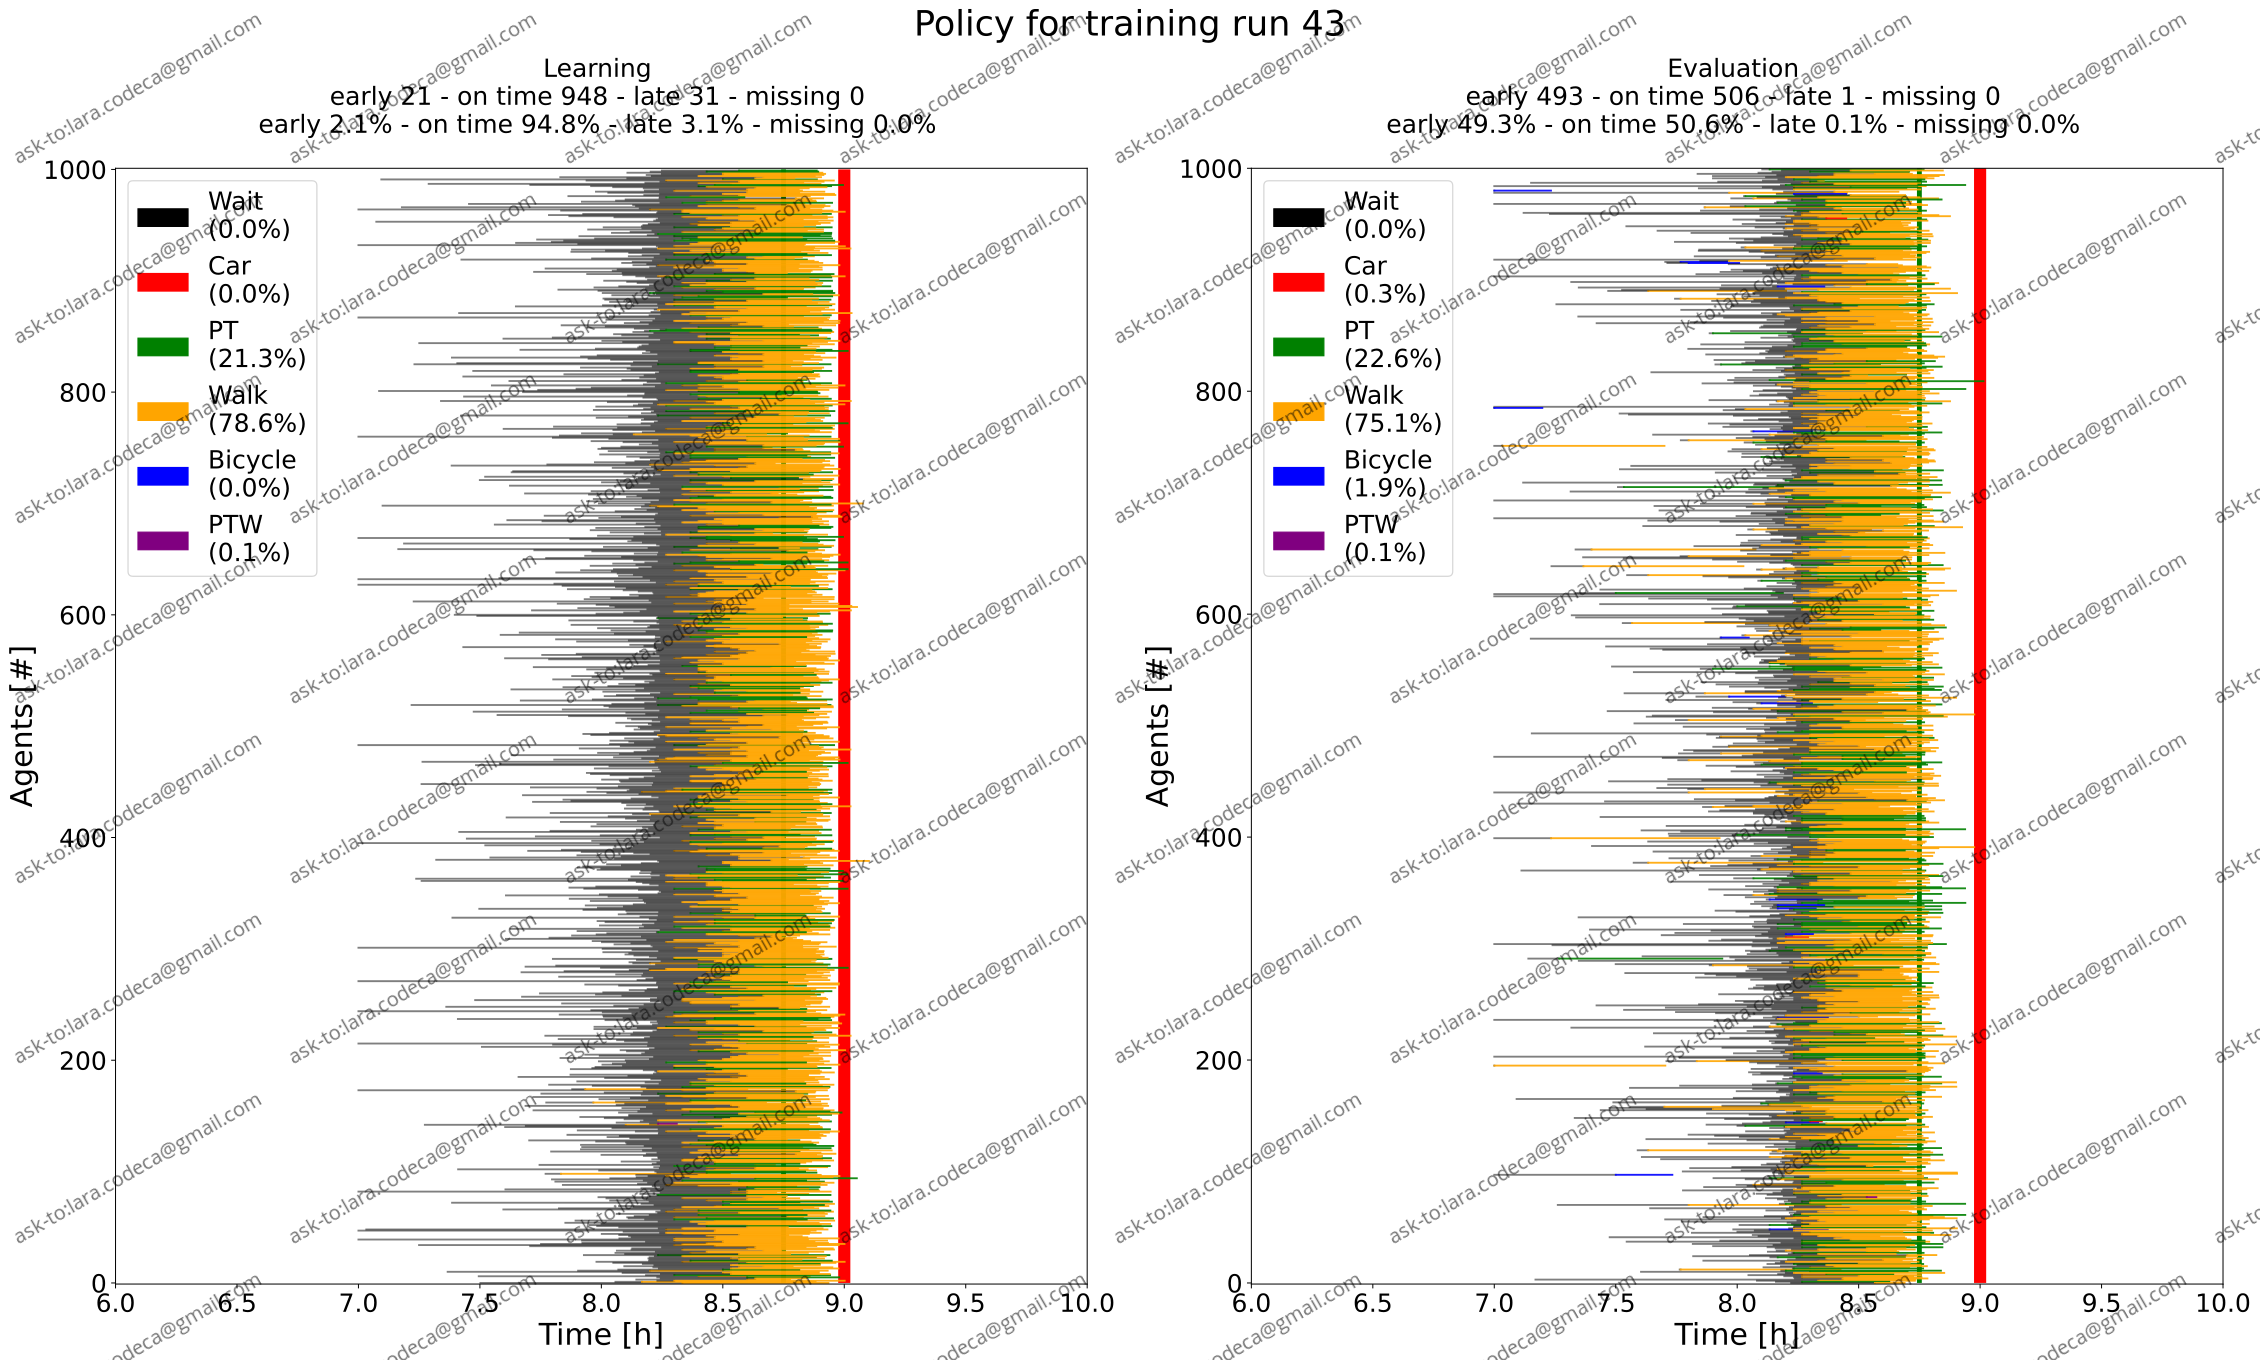 Policy for training run 43
Learning
early 21 - on time 948 - late 31 - missing 0
early 2.1% - on time 94.8% - late 3.1% - missing 0.0%
Agents [#]
1000
800
600
400
200
0
Wait
(0.0%)
Car
(0.0%)
PT
(21.3%)
Walk
(78.6%)
Bicycle
(0.0%)
PTW
(0.1%)
6.0 6.5 7.0 7.5 8.0 8.5 9.0 9.5 10.0
Time [h]
Evaluation
early 493 - on time 506 - late 1 - missing 0
early 49.3% - on time 50.6% - late 0.1% - missing 0.0%
Agents [#]
1000
800
600
400
200
0
Wait
(0.0%)
Car
(0.3%)
PT
(22.6%)
Walk
(75.1%)
Bicycle
(1.9%)
PTW
(0.1%)
6.0 6.5 7.0 7.5 8.0 8.5 9.0 9.5 10.0
Time [h]
ask-to:lara.codeca@gmail.com